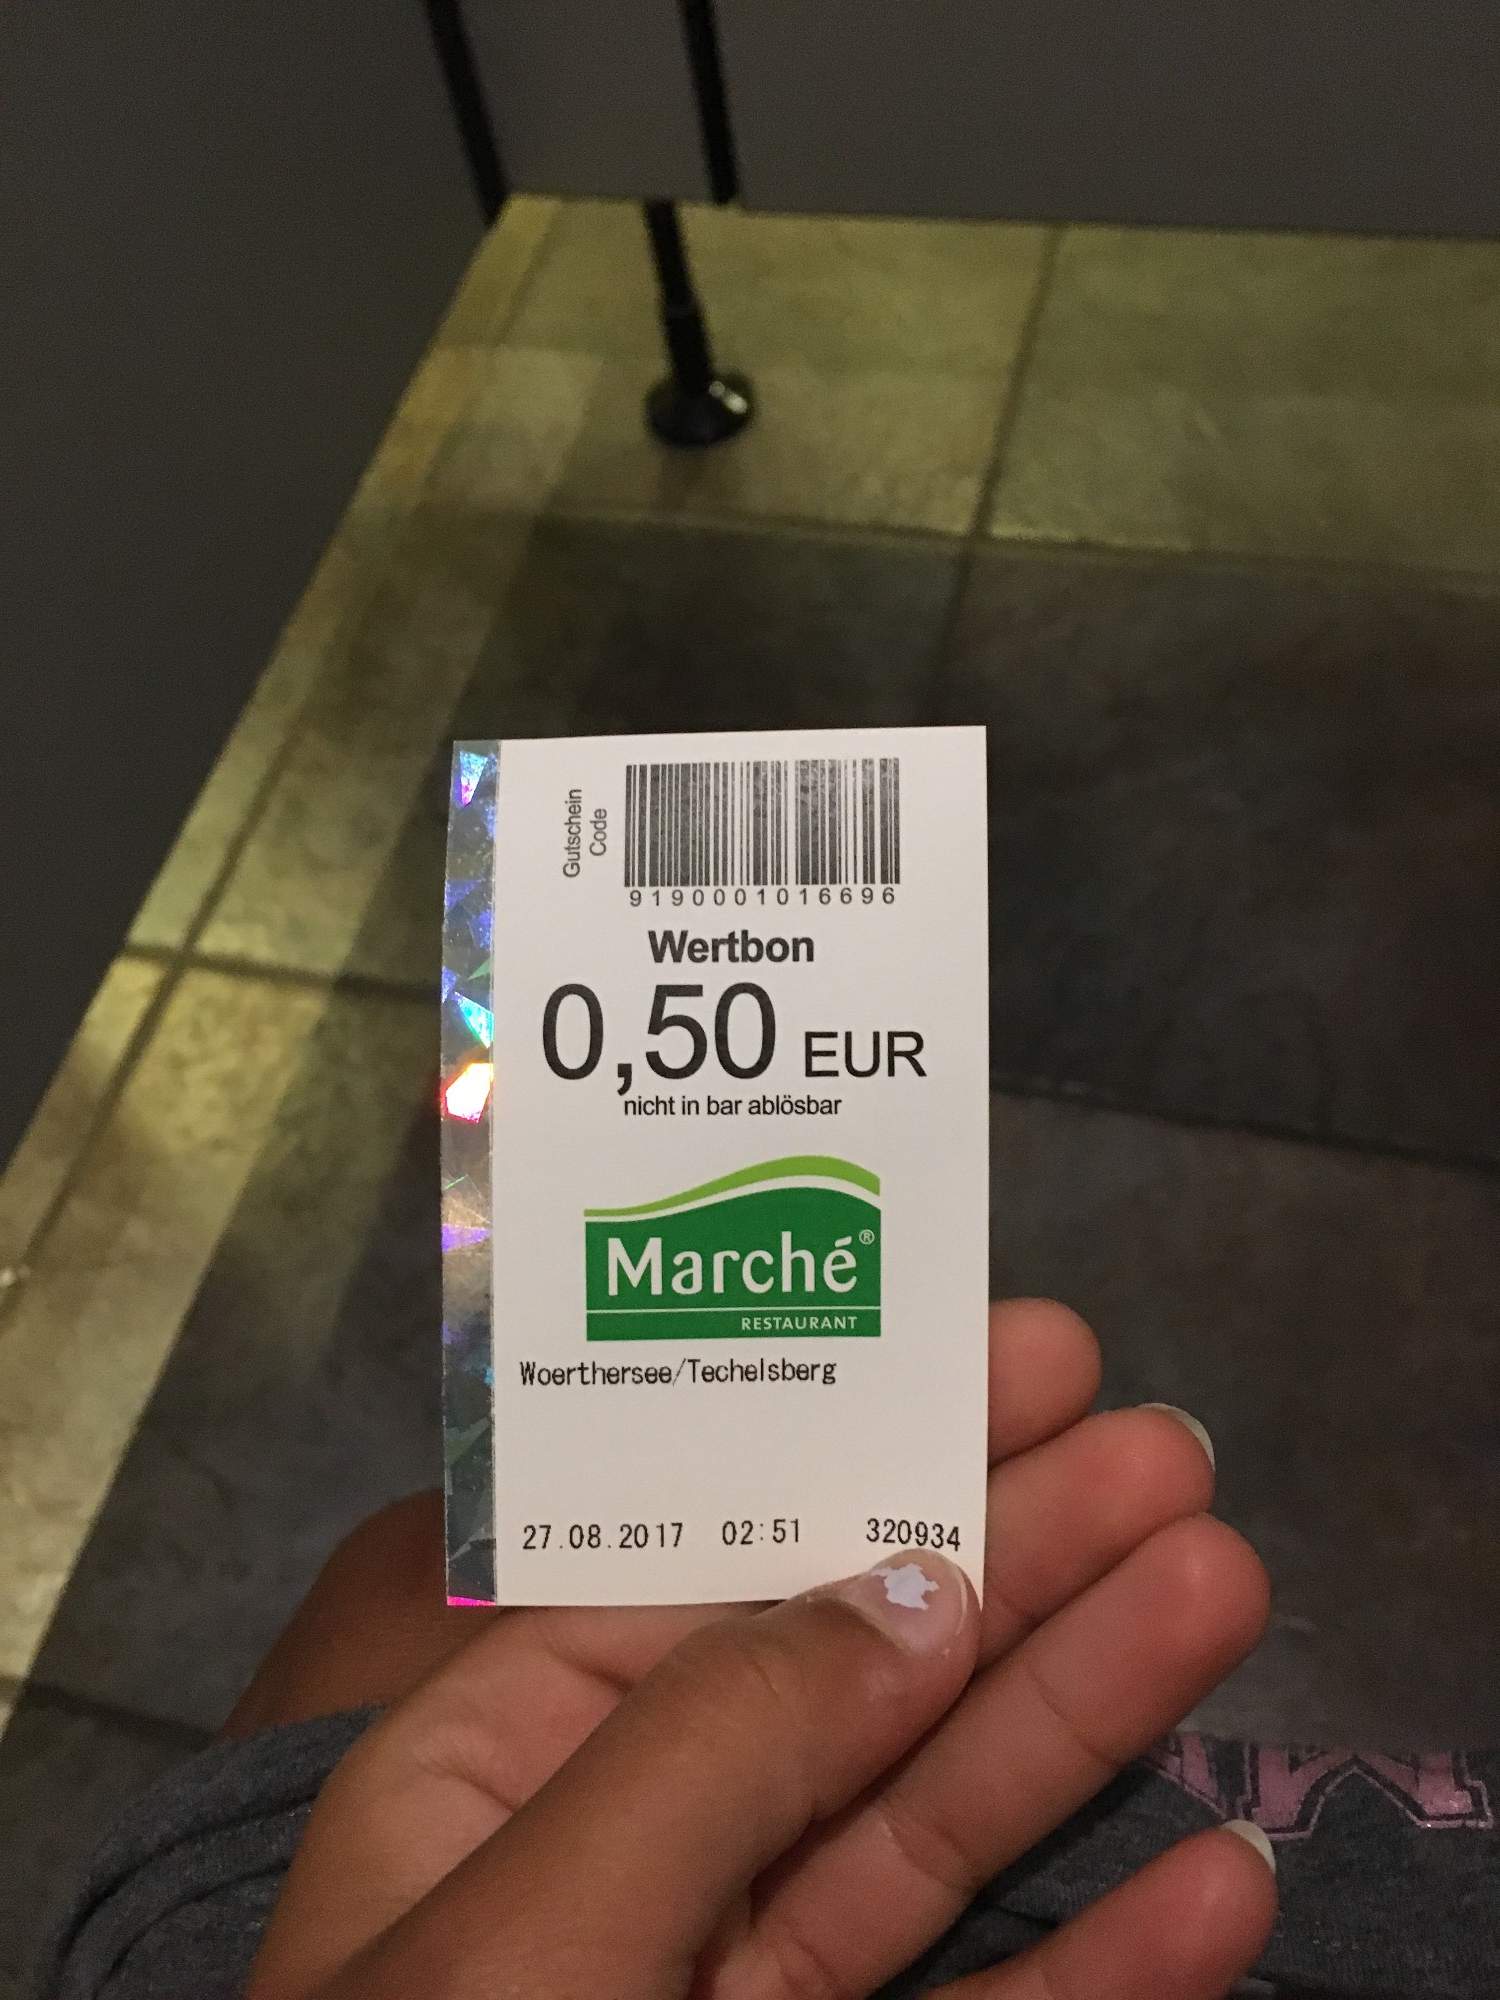 Gutschein
Code
9190001016696
Wertbon
0,50 EUR
nicht in bar ablösbar
Marché®
RESTAURANT
Woerthersee/Techelsberg
27.08.2017 02:51 320934